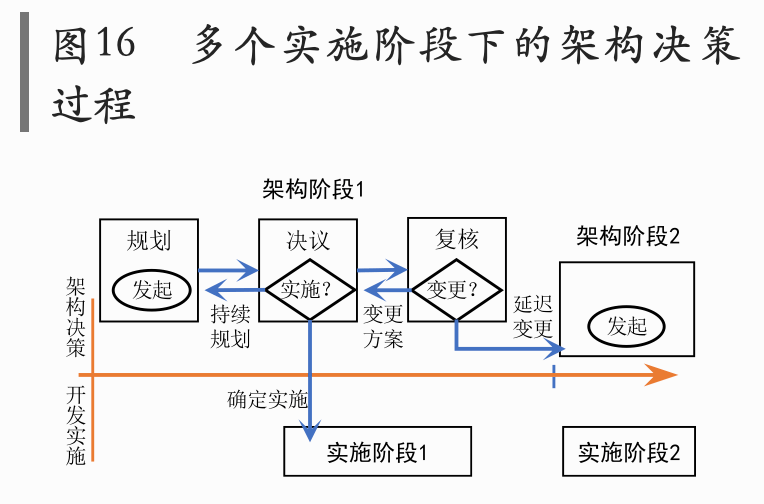 图16 多个实施阶段下的架构决策
过程
架构阶段1
架构阶段2
规划
决议
复核
发起
实施?
变更?
发起
持续
规划
变更
方案
延迟
变更
架构决策
开发实施
确定实施
实施阶段1
实施阶段2